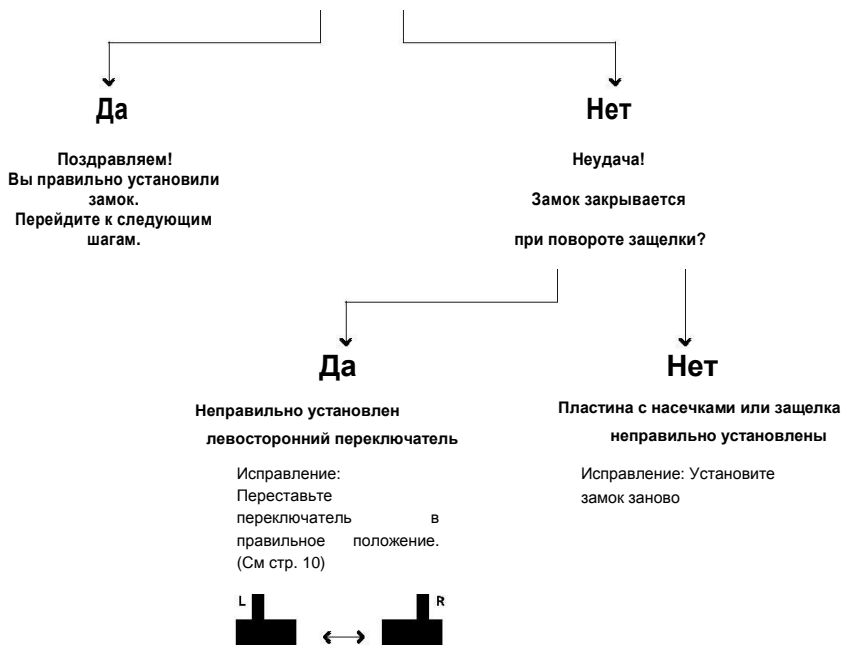 Да
Поздравляем!
Вы правильно установили
замок.
Перейдите к следующим
шагам.
Нет
Неудача!
Замок закрывается
при повороте защелки?
Да
Неправильно установлен
левосторонний переключатель
Исправление:
Переставьте
переключатель в
правильное положение.
(См стр. 10)
L
R
Нет
Пластина с насечками или защелка
неправильно установлены
Исправление: Установите
замок заново